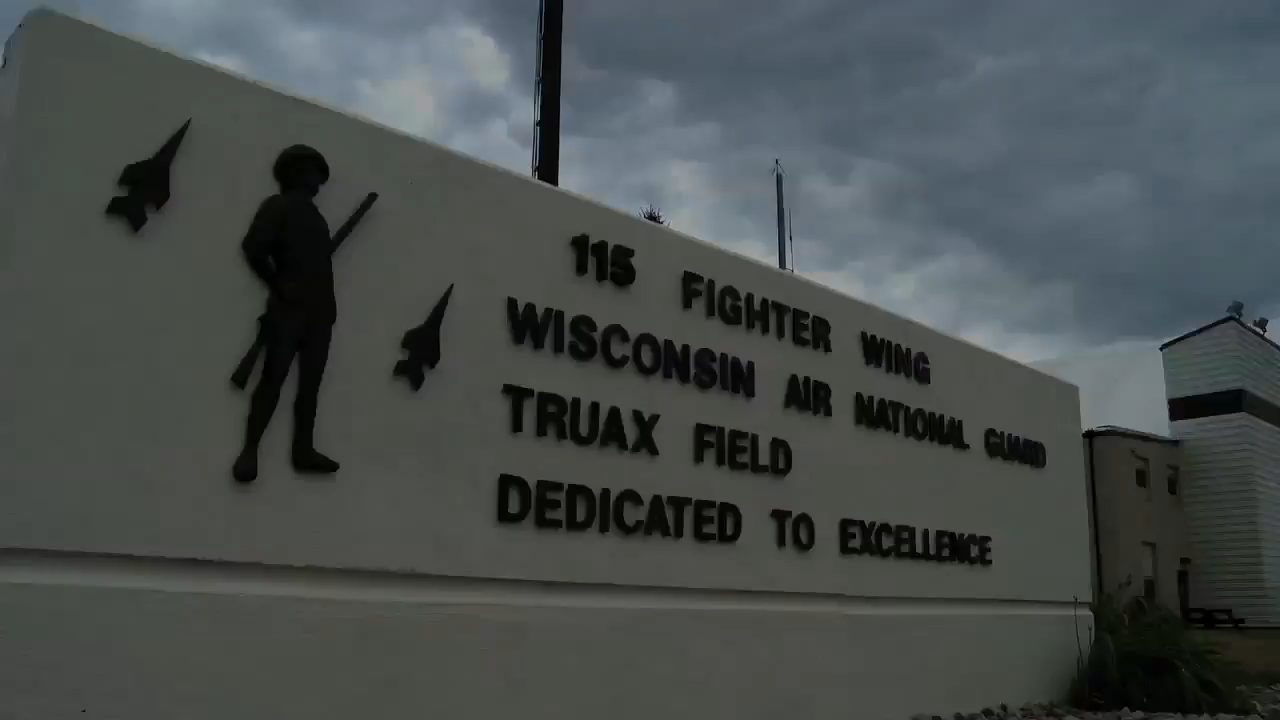 115 FIGHTER WING
WISCONSIN AIR NATIONAL GUARD
TRUAX FIELD
DEDICATED TO EXCELLENCE